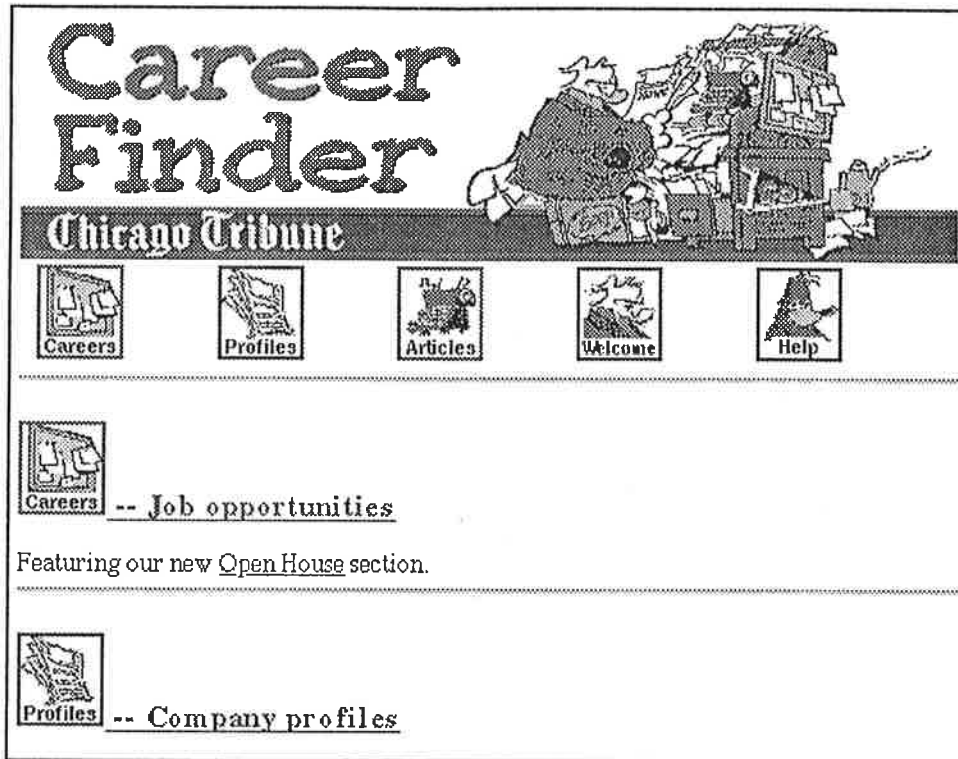 Career
Finder
Chicago Tribune
Careers Profiles Articles Welcome Help
Careers -- Job opportunities
Featuring our new Open House section.
Profiles -- Company profiles